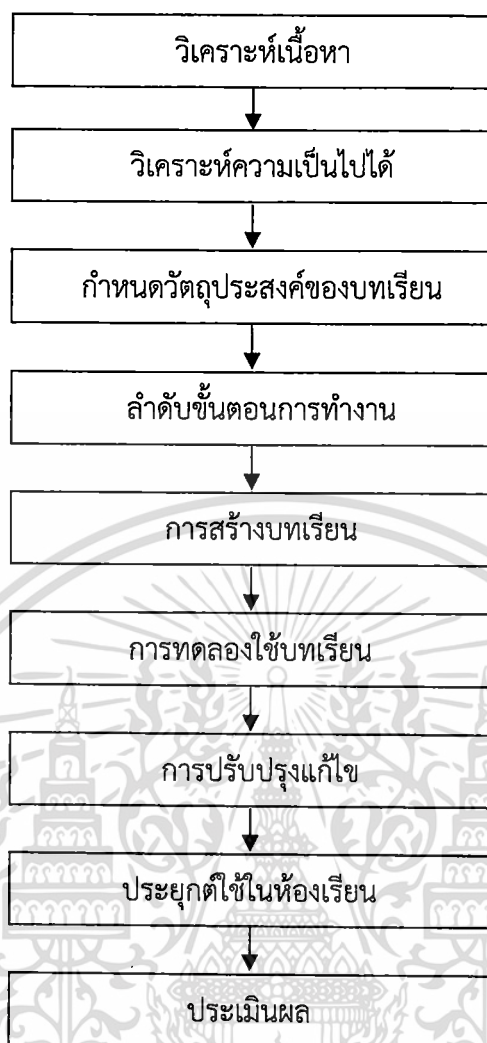 วิเคราะห์เนื้อหา
วิเคราะห์ความเป็นไปได้
กำหนดวัตถุประสงค์ของบทเรียน
ลำดับขั้นตอนการทำงาน
การสร้างบทเรียน
การทดลองใช้บทเรียน
การปรับปรุงแก้ไข
ประยุกต์ใช้ในห้องเรียน
ประเมินผล